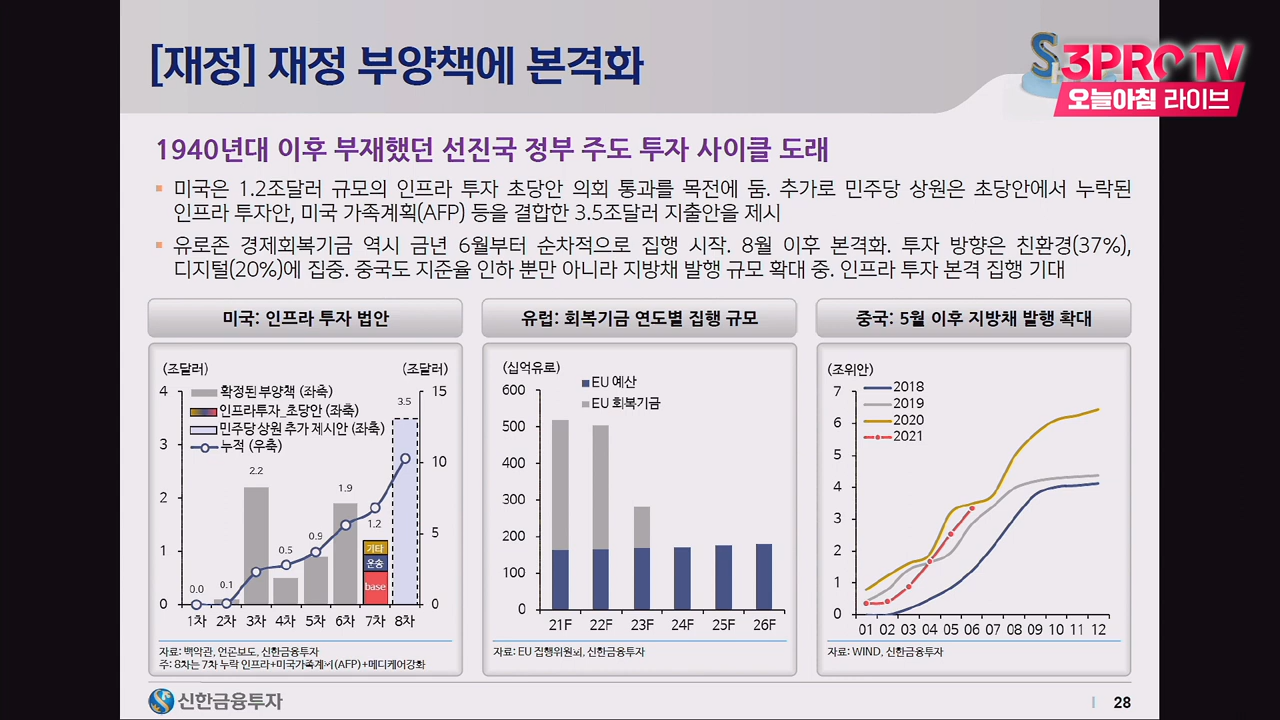 [재정] 재정 부양책에 본격화
3PROTV
오늘아침 라이브
1940년대 이후 부재했던 선진국 정부 주도 투자 사이클 도래
미국은 1.2조달러 규모의 인프라 투자 초당안 의회 통과를 목전에 둠. 추가로 민주당 상원은 초당안에서 누락된
인프라 투자안, 미국 가족계획(AFP) 등을 결합한 3.5조달러 지출안을 제시
유로존 경제회복기금 역시 금년 6월부터 순차적으로 집행 시작. 8월 이후 본격화. 투자 방향은 친환경(37%),
디지털(20%)에 집중. 중국도 지준율 인하 뿐만 아니라 지방채 발행 규모 확대 중. 인프라 투자 본격 집행 기대
미국: 인프라 투자 법안
(조달러) (조달러)
확정된 부양책 (좌축)
인프라투자_초당안 (좌축)
민주당 상원 추가 제시안 (좌축)
누적 (우축)
4
3
2
1
0
15
10
5
0
0.0 0.1 2.2 0.5 0.9 1.9 1.2 3.5
기타
운송
base
1차 2차 3차 4차 5차 6차 7차 8차
자료: 백악관, 언론보도, 신한금융투자
주: 8차는 7차 누락 인프라+미국가족계획(AFP)+메디케어강화
유럽: 회복기금 연도별 집행 규모
(십억유로)
EU 예산
EU 회복기금
600
500
400
300
200
100
0
21F 22F 23F 24F 25F 26F
자료: EU 집행위원회, 신한금융투자
중국: 5월 이후 지방채 발행 확대
(조위안)
2018
2019
2020
2021
7
6
5
4
3
2
1
0
01 02 03 04 05 06 07 08 09 10 11 12
자료: WIND, 신한금융투자
신한금융투자
28